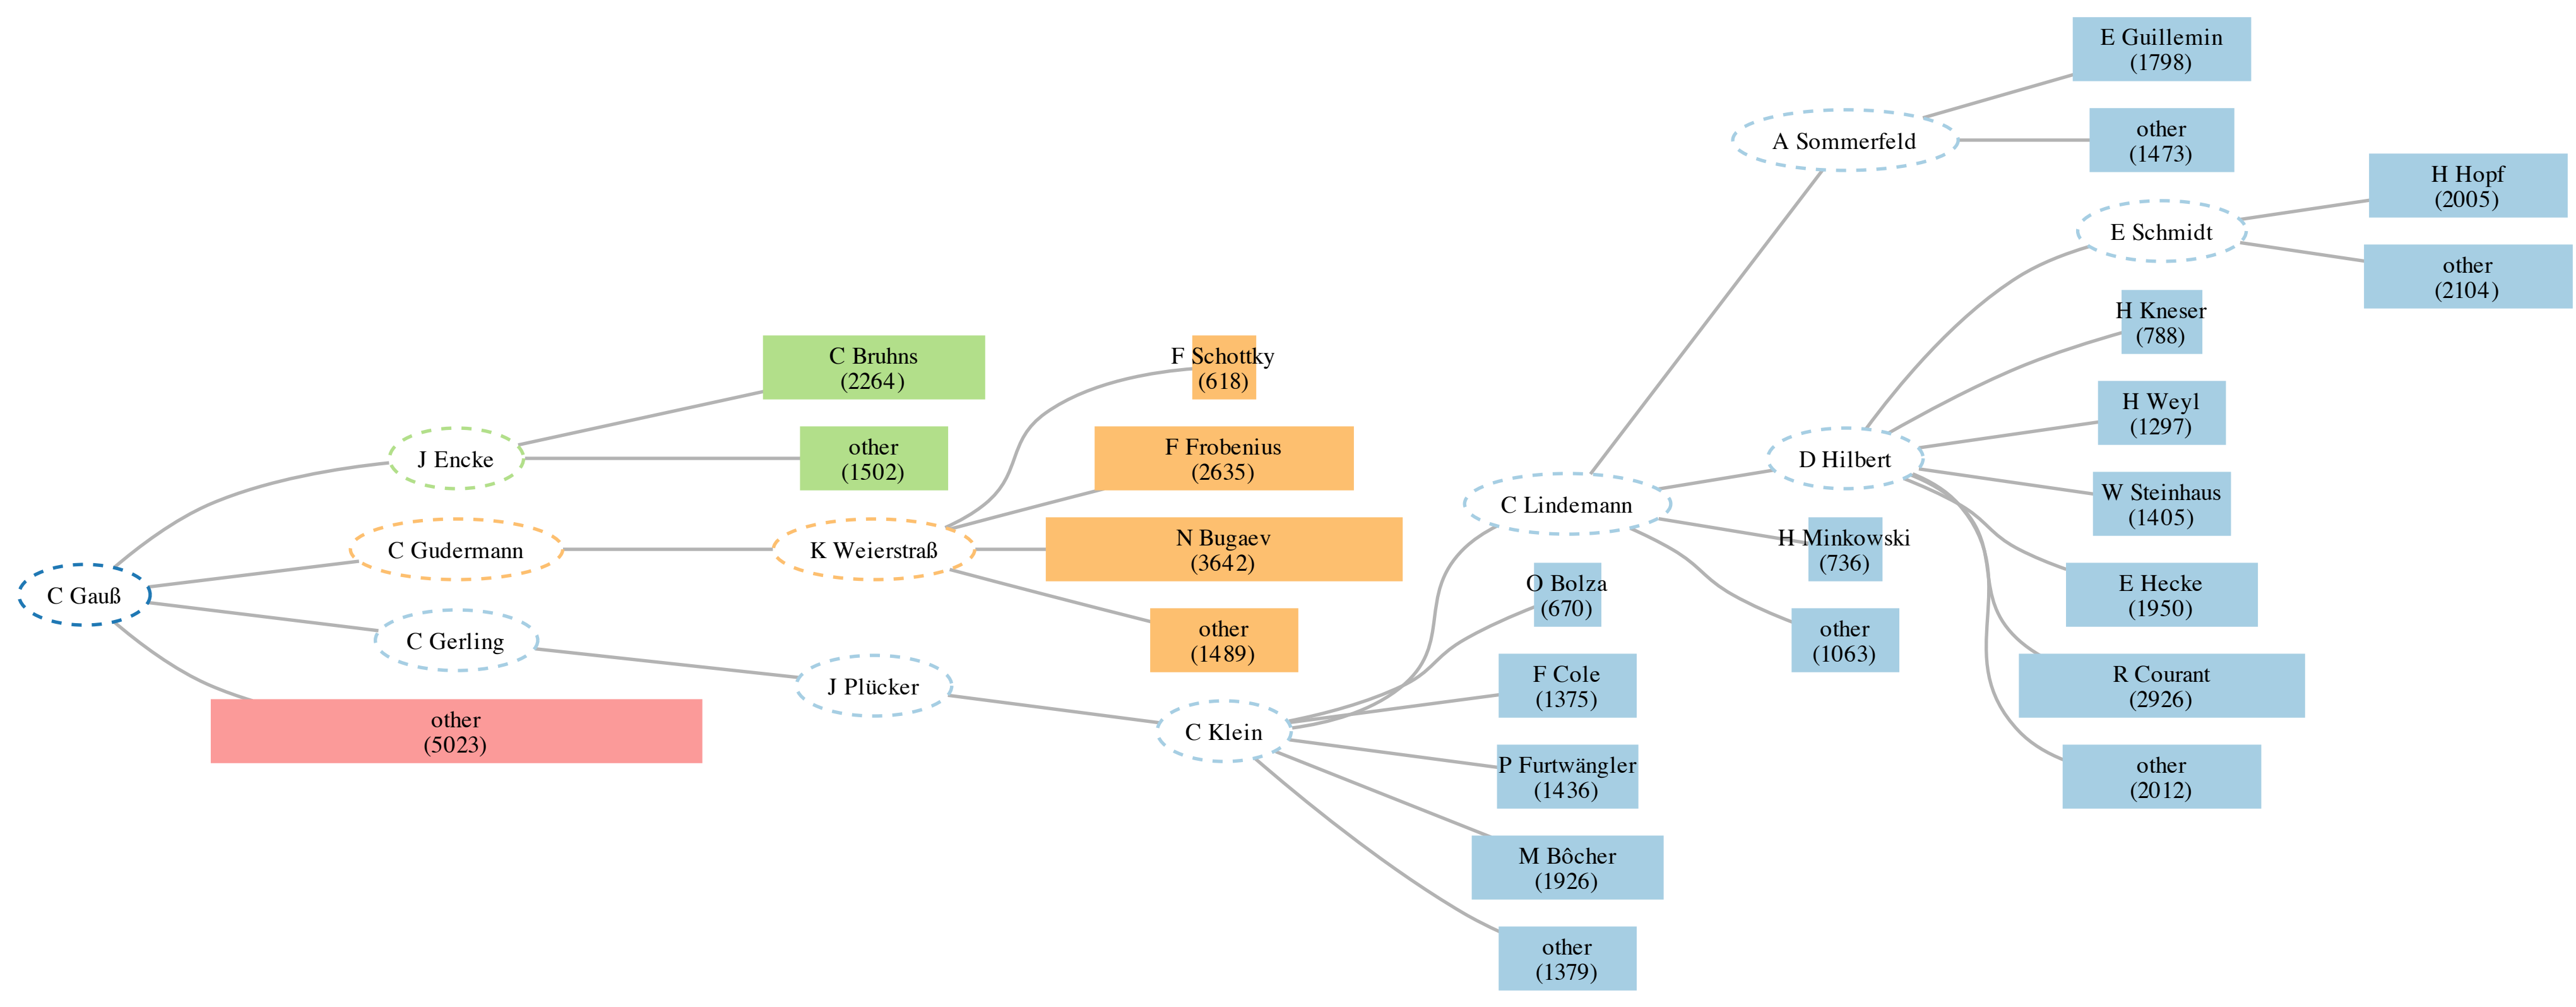 C Gauß
J Encke
C Gudermann
C Gerling
other
(5023)
C Bruhns
(2264)
other
(1502)
K Weierstraß
J Plücker
F Schottky
(618)
F Frobenius
(2635)
N Bugaev
(3642)
other
(1489)
C Klein
C Lindemann
O Bolza
(670)
F Cole
(1375)
P Furtwängler
(1436)
M Bôcher
(1926)
other
(1379)
A Sommerfeld
D Hilbert
H Minkowski
(736)
other
(1063)
E Guillemin
(1798)
other
(1473)
E Schmidt
H Kneser
(788)
H Weyl
(1297)
W Steinhaus
(1405)
E Hecke
(1950)
R Courant
(2926)
other
(2012)
H Hopf
(2005)
other
(2104)